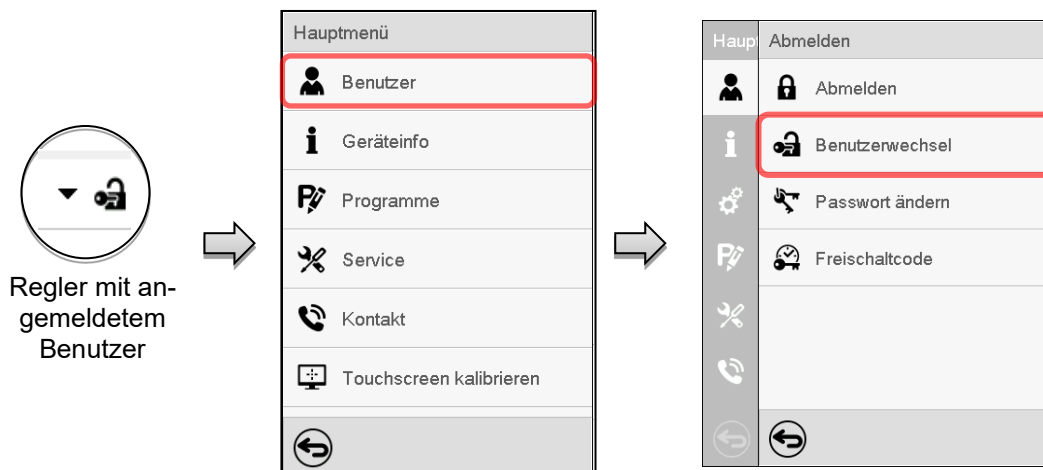 Regler mit an-
gemeldetem
Benutzer
Hauptmenü
Benutzer
Geräteinfo
Programme
Service
Kontakt
Touchscreen kalibrieren
Haup
Abmelden
Abmelden
Benutzerwechsel
Passwort ändern
Freischaltcode